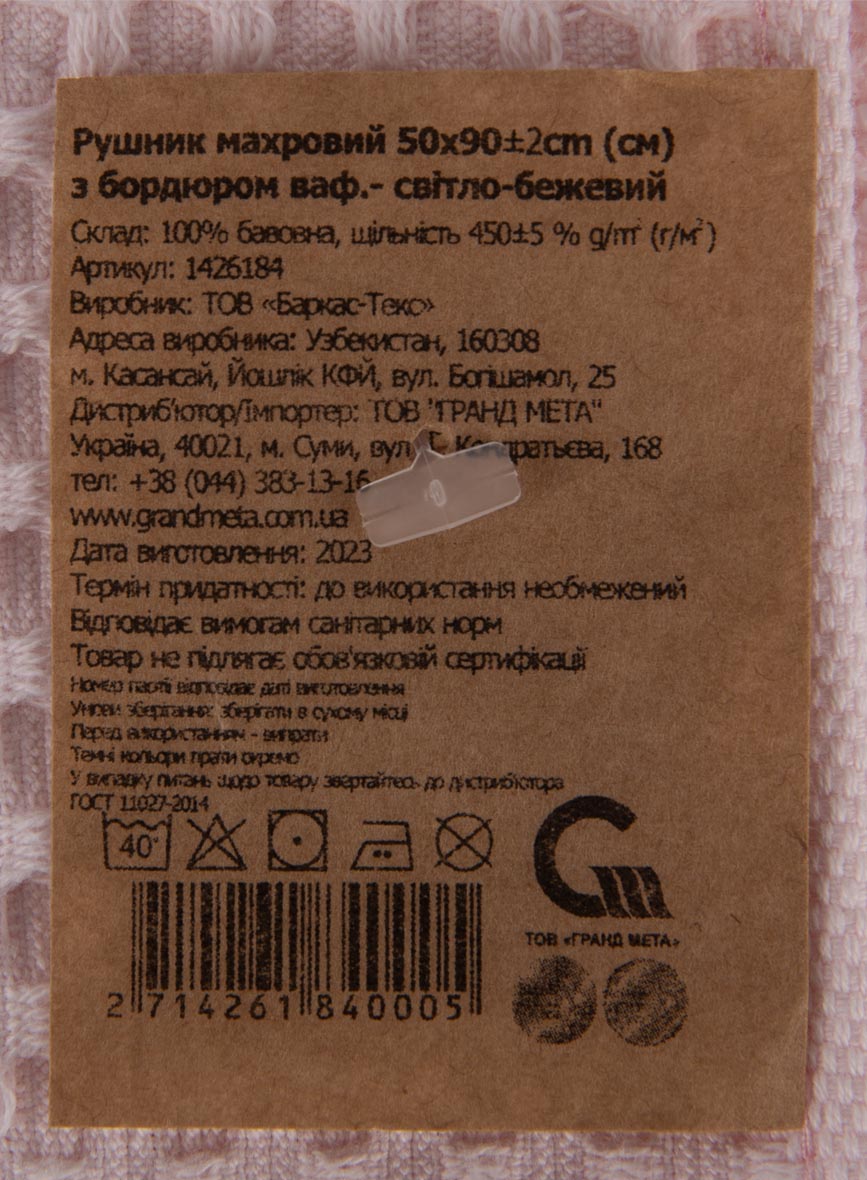 Рушник махровий 50х90±2cm (см)
з бордюром ваф.- світло-бежевий
Склад: 100% бавовна, щільність 450±5 % g/m² (г/м²)
Артикул: 1426184
Виробник: ТОВ «Баркас-Текс»
Адреса виробника: Узбекистан, 160308
м. Касансай, Йошлік КФЙ, вул. Богішамол, 25
Дистриб'ютор/Імпортер: ТОВ "ГРАНД МЕТА"
Україна, 40021, м. Суми, вул. 168
тел: +38 (044) 383-13-16
www.grandmeta.com.ua
Дата виготовлення: 2023
Термін придатності: до використання необмежений
Відповідає вимогам санітарних норм
Товар не підлягає обов'язковій сертифікації
Номер партії відповідає даті виготовлення
Умови зберігання: зберігати в сухому місці
Перед використанням - випрати
Темні кольори прати окремо
У випадку питань щодо товару звертайтесь до дистриб'ютора
ГОСТ 11027-2014
40°
ТОВ «ГРАНД МЕТА»
2 714261 840005